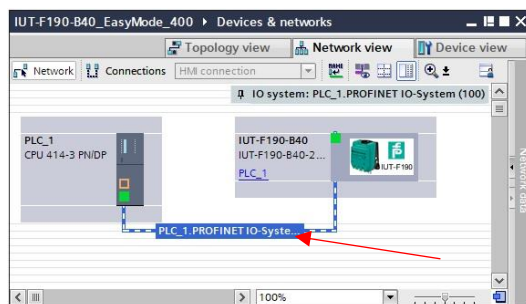 IUT-F190-B40_EasyMode_400 ▸ Devices & networks
Topology view Network view Device view
Network Connections HMI connection
IO system: PLC_1.PROFINET IO-System (100)
PLC_1
CPU 414-3 PN/DP
IUT-F190-B40
IUT-F190-B40-2...
PLC_1
IUT-F190
PLC_1.PROFINET IO-Syste...
Network data
100%